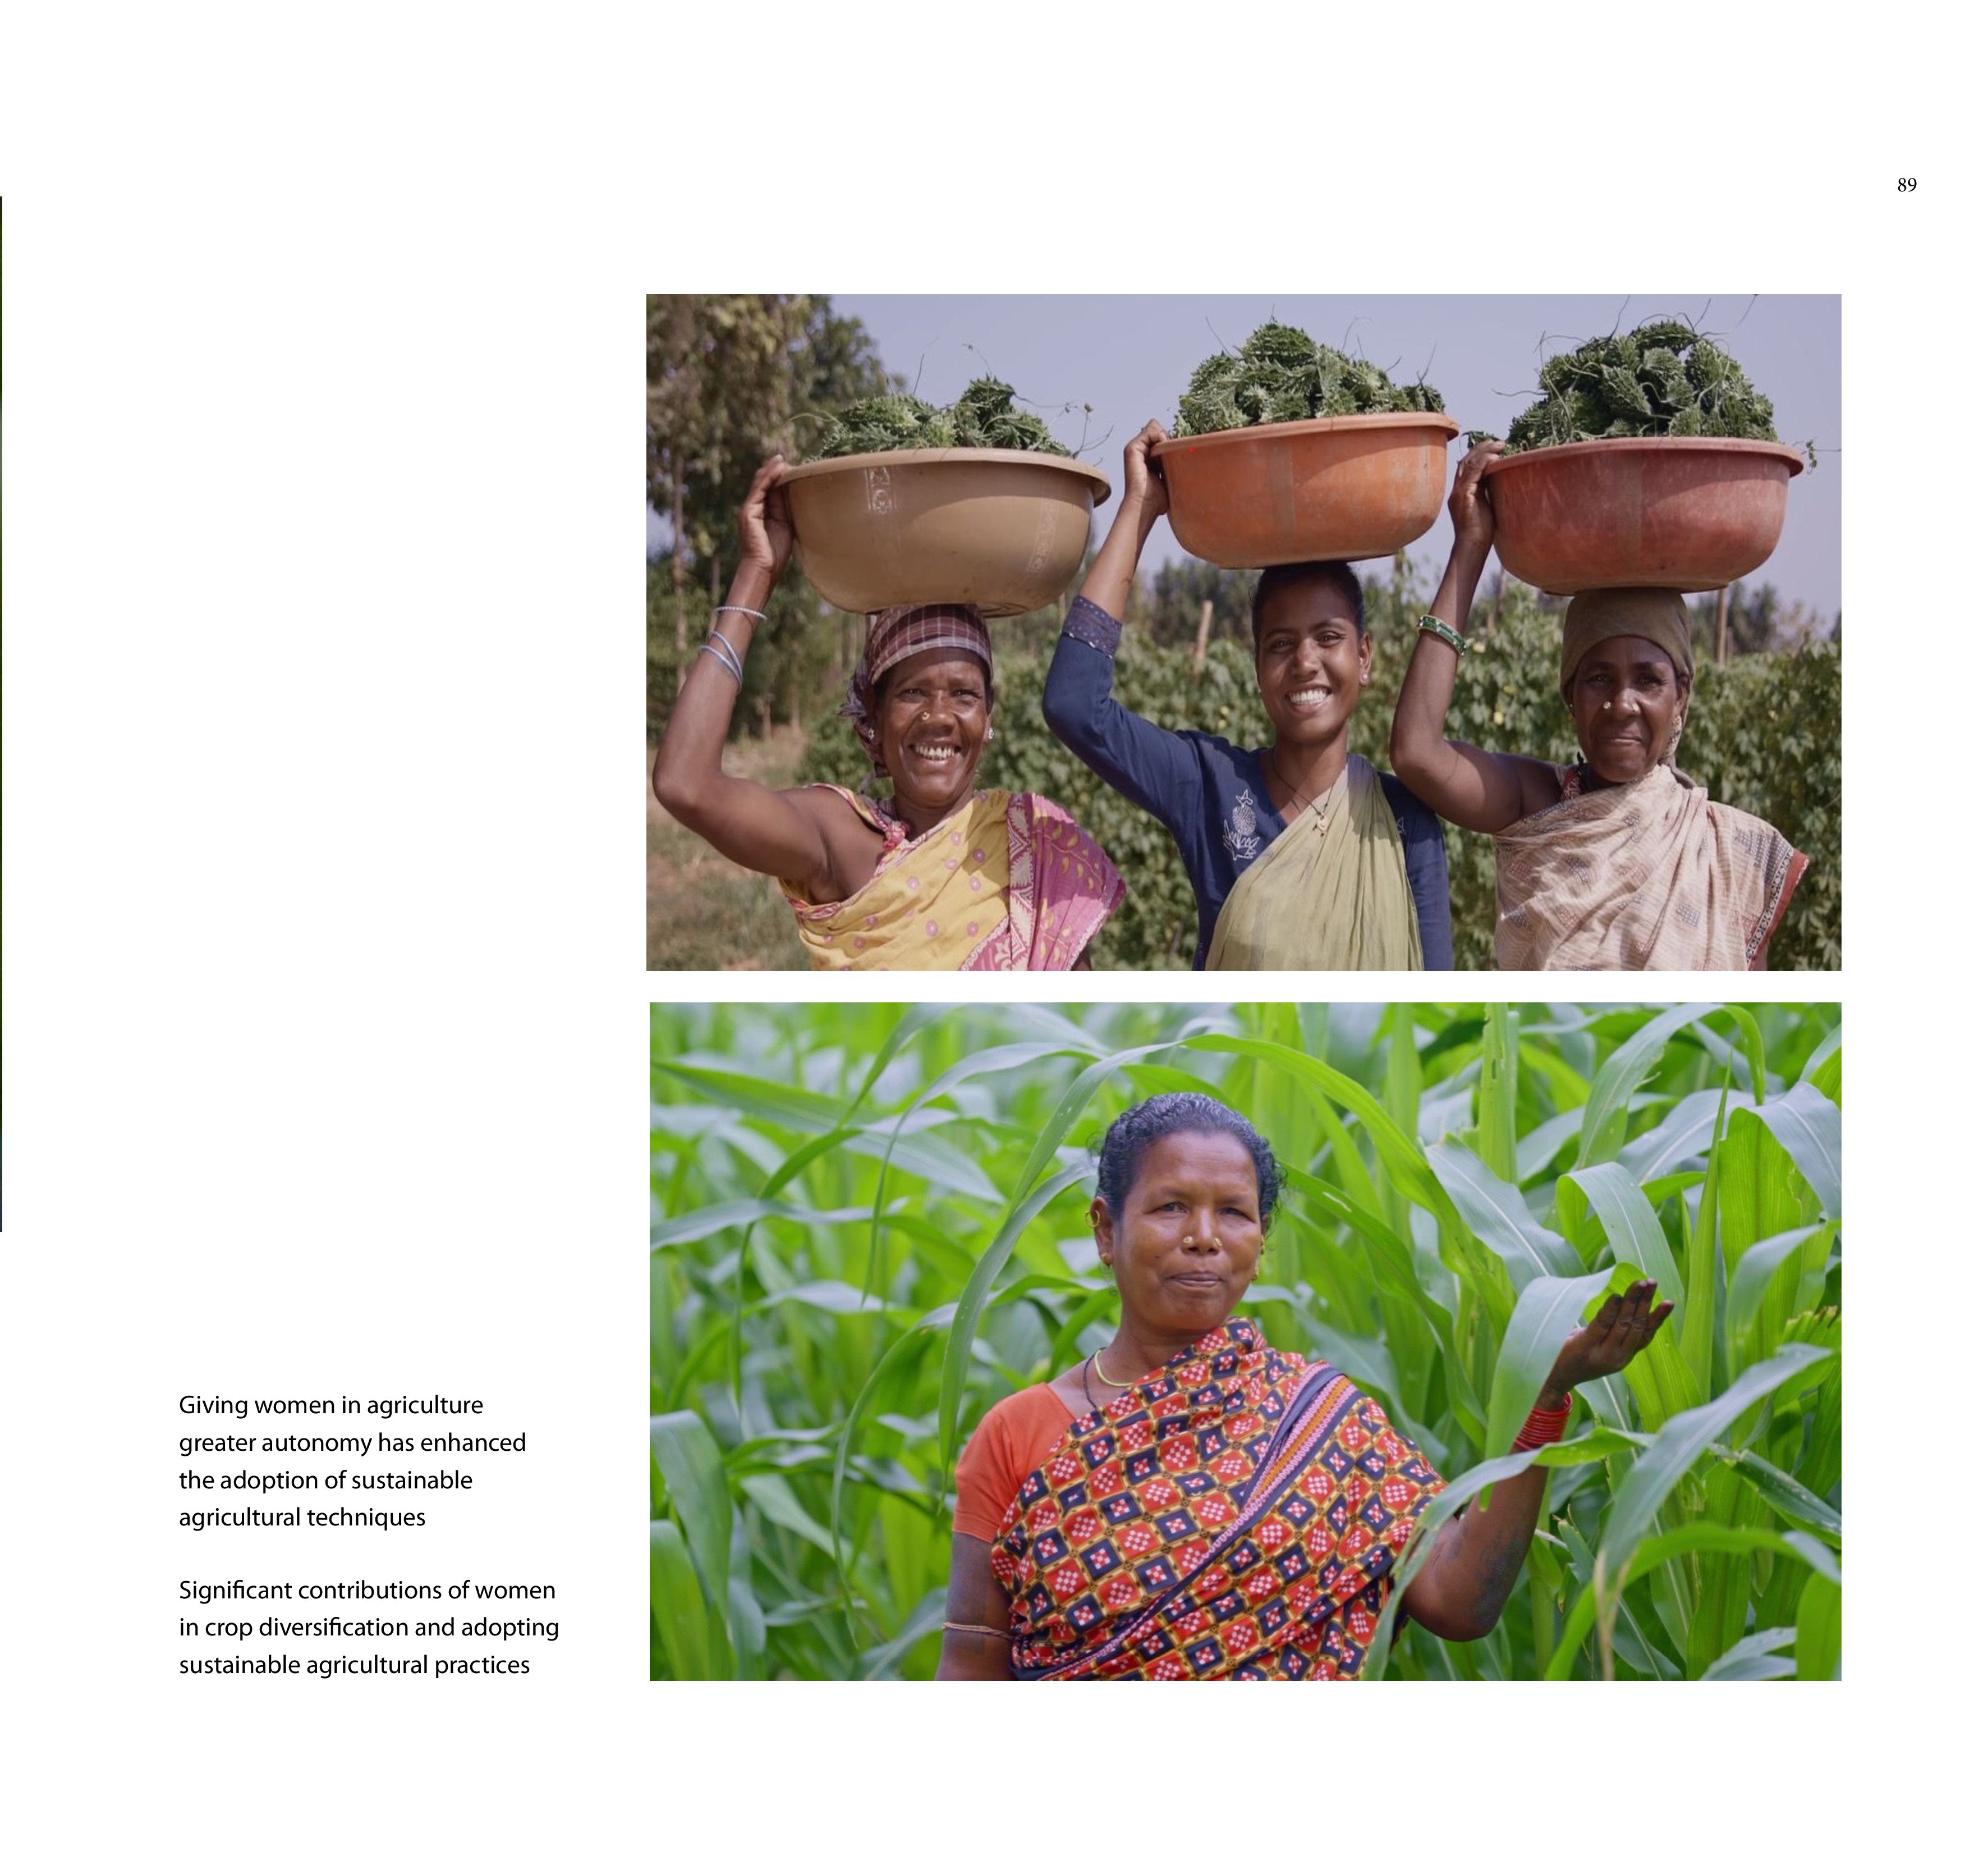 89
Giving women in agriculture
greater autonomy has enhanced
the adoption of sustainable
agricultural techniques
Significant contributions of women
in crop diversification and adopting
sustainable agricultural practices